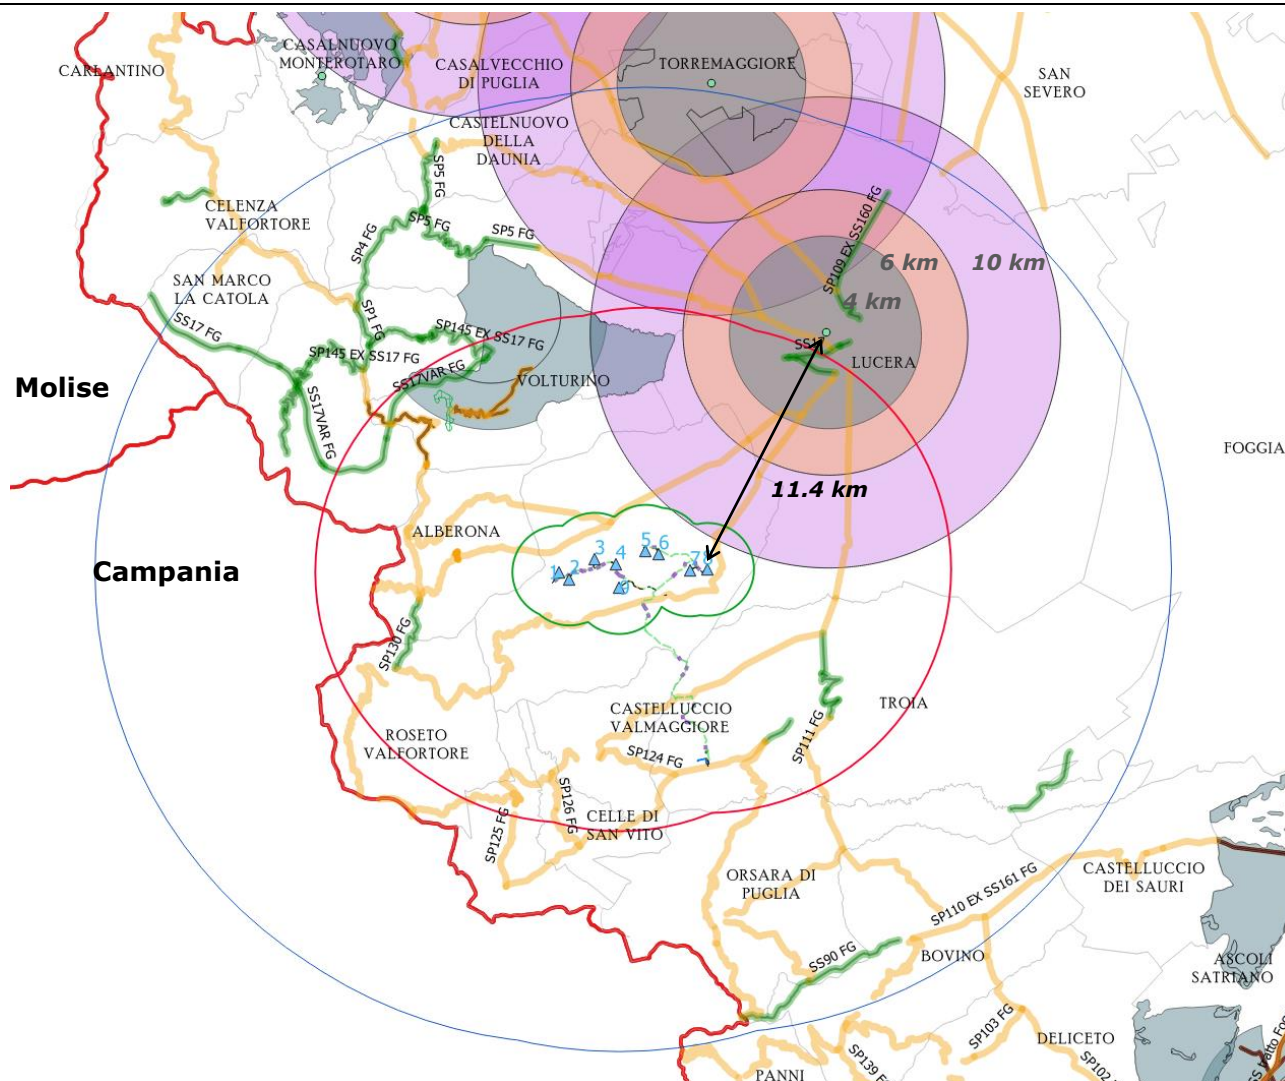 CASALNUOVO
MONTEROTARO
CARLANTINO
CASALVECCHIO
DI PUGLIA
TORREMAGGIORE
SAN
SEVERO
CASTELNUOVO
DELLA
DAUNIA
SP5 FG
CELENZA
VALFORTORE
SP4 FG
SP5 FG
SP5 FG
SP109 EX SS160 FG
6 km
10 km
4 km
SAN MARCO
LA CATOLA
SS17 FG
SP1 FG
SP145 EX SS17 FG
SP145 EX SS17 FG
SS17VAR FG
SS17VAR FG
VOLTURINO
LUCERA
Molise
FOGGIA
11.4 km
ALBERONA
Campania
1
2
3
4
5
6
7
8
9
SP130 FG
CASTELLUCCIO
VALMAGGIORE
TROIA
ROSETO
VALFORTORE
SP124 FG
SP111 FG
SP126 FG
SP125 FG
CELLE DI
SAN VITO
ORSARA DI
PUGLIA
CASTELLUCCIO
DEI SAURI
SP110 EX SS161 FG
SS90 FG
BOVINO
ASCOLI
SATRIANO
SP103 FG
DELICETO
SP139 FG
SP102
PANNI